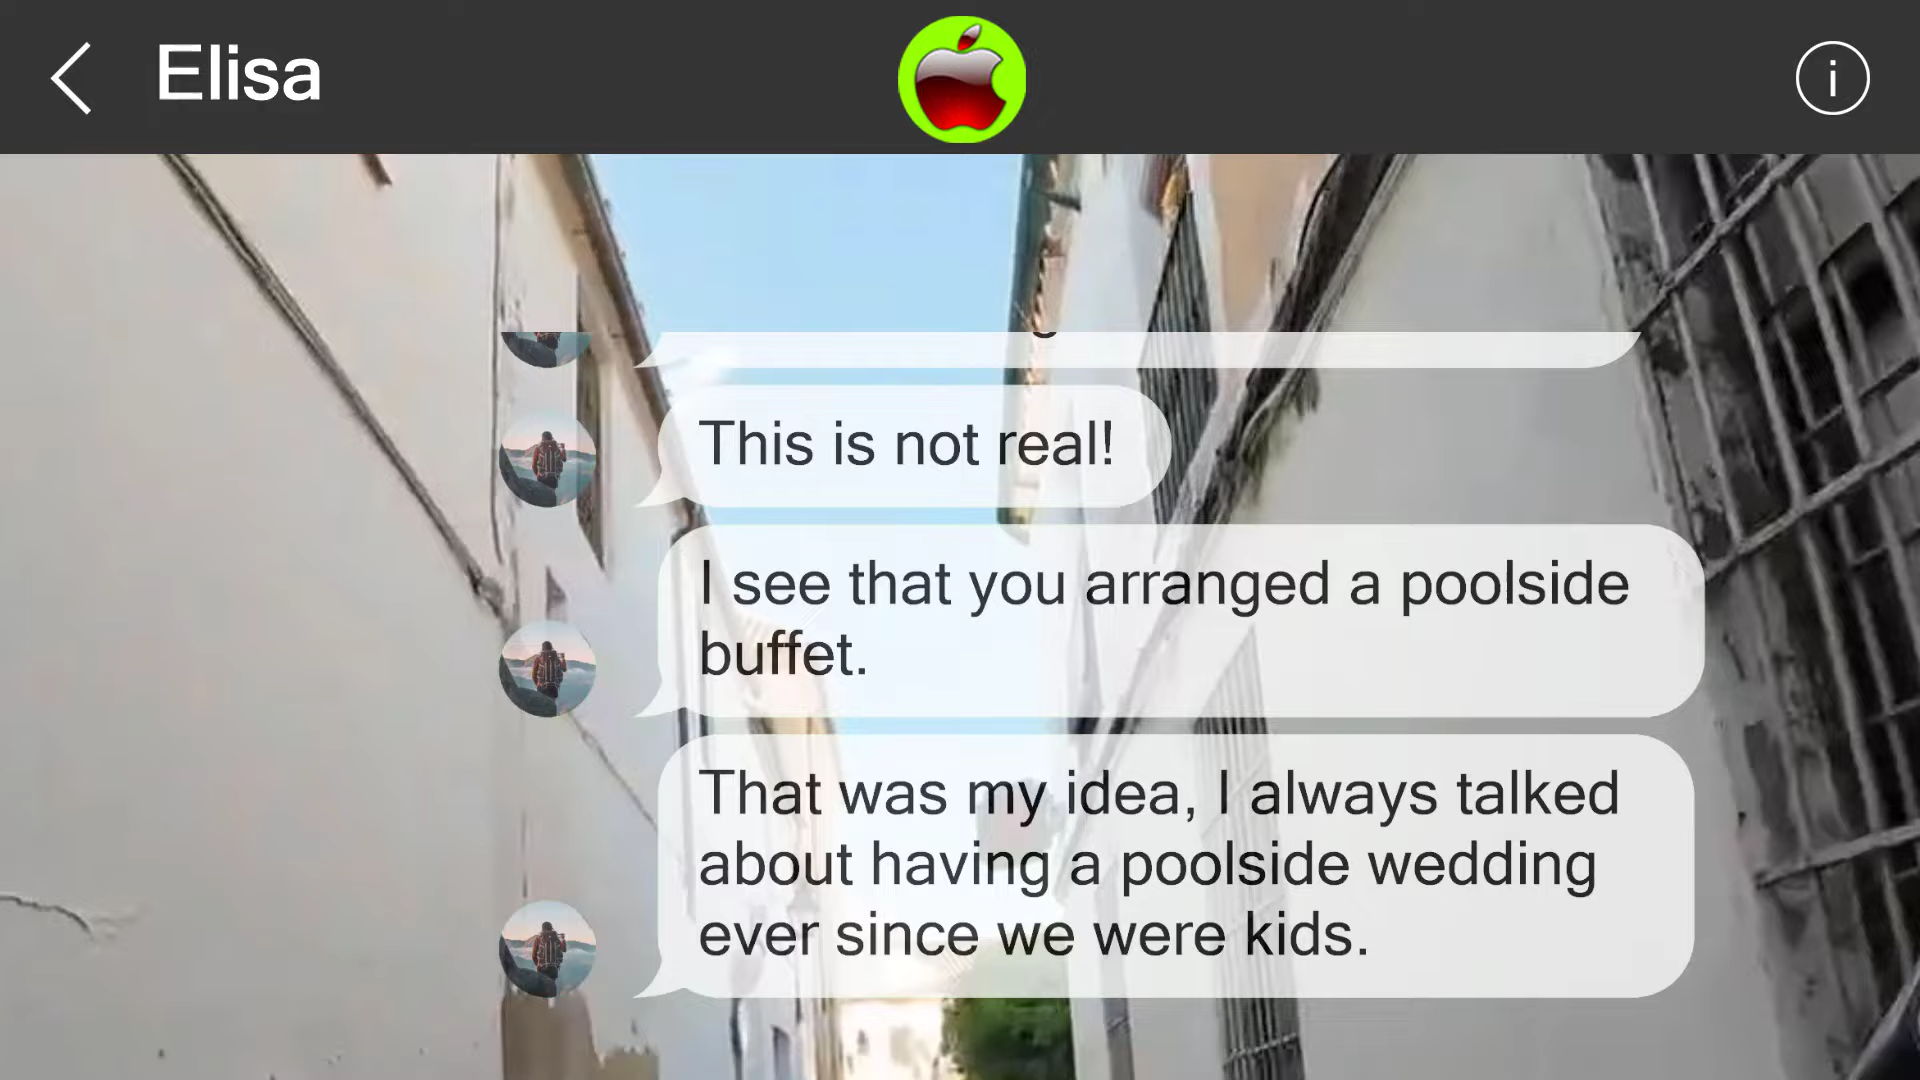 Elisa
This is not real!
I see that you arranged a poolside
buffet.
That was my idea, I always talked
about having a poolside wedding
ever since we were kids.